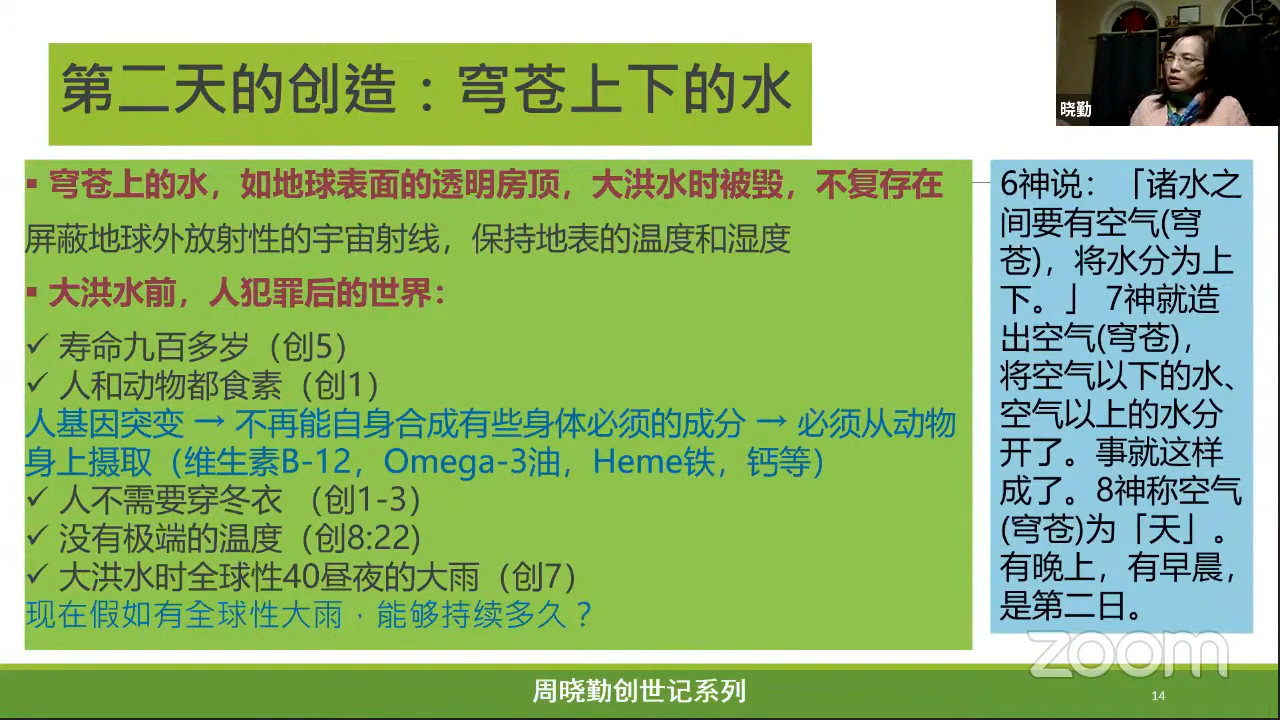 第二天的创造：穹苍上下的水
晓勤
▪ 穹苍上的水，如地球表面的透明房顶，大洪水时被毁，不复存在
屏蔽地球外放射性的宇宙射线，保持地表的温度和湿度
▪ 大洪水前，人犯罪后的世界：
✓ 寿命九百多岁（创5）
✓ 人和动物都食素（创1）
人基因突变 → 不再能自身合成有些身体必须的成分 → 必须从动物
身上摄取（维生素B-12，Omega-3油，Heme铁，钙等）
✓ 人不需要穿冬衣 （创1-3）
✓ 没有极端的温度（创8:22)
✓ 大洪水时全球性40昼夜的大雨（创7）
现在假如有全球性大雨，能够持续多久？
6神说：「诸水之
间要有空气(穹
苍)，将水分为上
下。」 7神就造
出空气(穹苍)，
将空气以下的水、
空气以上的水分
开了。事就这样
成了。8神称空气
(穹苍)为「天」。
有晚上，有早晨，
是第二日。
zoom
周晓勤创世记系列
14